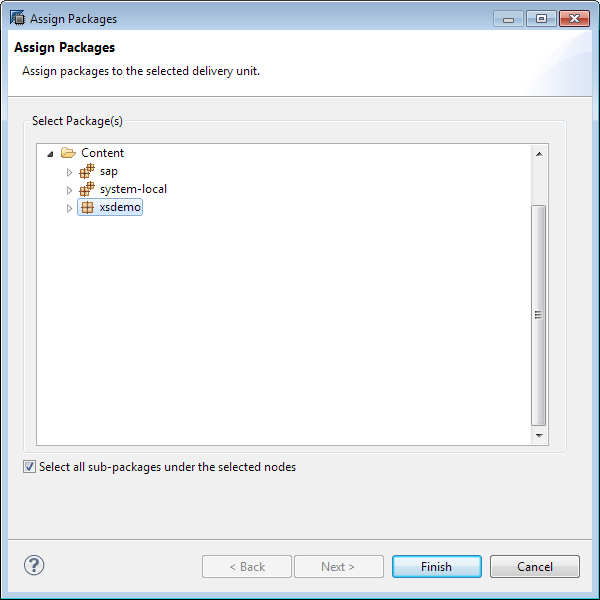 Assign Packages
Assign Packages
Assign packages to the selected delivery unit.
Select Package(s)
Content
sap
system-local
xsdemo
Select all sub-packages under the selected nodes
< Back Next > Finish Cancel